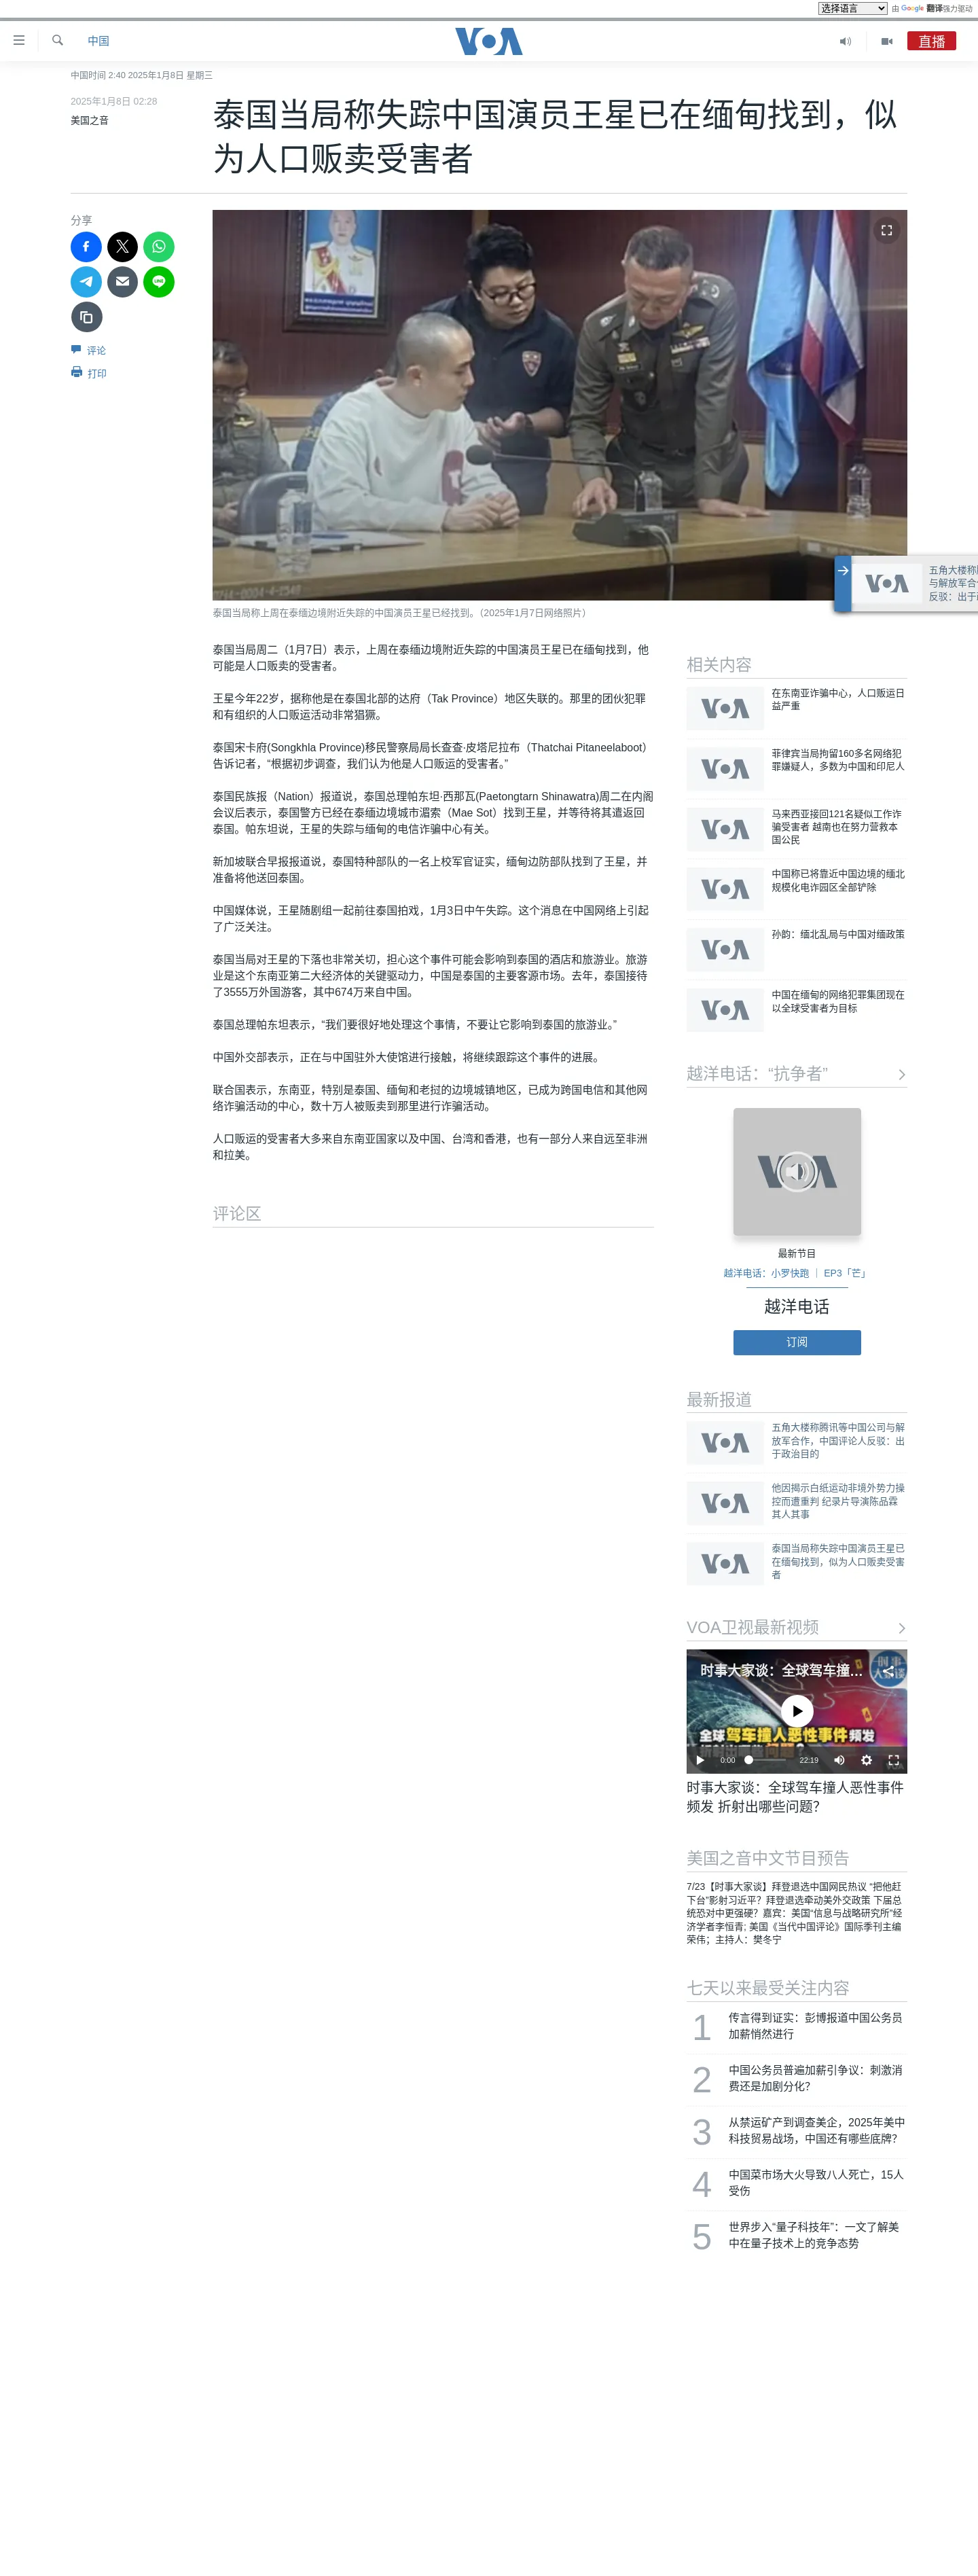 选择语言 由 Google 翻译强力驱动
中国
VOA
直播
中国时间 2:40 2025年1月8日 星期三
2025年1月8日 02:28
美国之音
泰国当局称失踪中国演员王星已在缅甸找到，似
为人口贩卖受害者
分享
评论
打印
泰国当局称上周在泰缅边境附近失踪的中国演员王星已经找到。（2025年1月7日网络照片）
VOA
五角大楼称
与解放军合
反驳：出于
泰国当局周二（1月7日）表示，上周在泰缅边境附近失踪的中国演员王星已在缅甸找到，他
可能是人口贩卖的受害者。
王星今年22岁，据称他是在泰国北部的达府（Tak Province）地区失联的。那里的团伙犯罪
和有组织的人口贩运活动非常猖獗。
泰国宋卡府(Songkhla Province)移民警察局局长查查·皮塔尼拉布（Thatchai Pitaneelaboot）
告诉记者，“根据初步调查，我们认为他是人口贩运的受害者。”
泰国民族报（Nation）报道说，泰国总理帕东坦·西那瓦(Paetongtarn Shinawatra)周二在内阁
会议后表示，泰国警方已经在泰缅边境城市湄索（Mae Sot）找到王星，并等待将其遣返回
泰国。帕东坦说，王星的失踪与缅甸的电信诈骗中心有关。
新加坡联合早报报道说，泰国特种部队的一名上校军官证实，缅甸边防部队找到了王星，并
准备将他送回泰国。
中国媒体说，王星随剧组一起前往泰国拍戏，1月3日中午失踪。这个消息在中国网络上引起
了广泛关注。
泰国当局对王星的下落也非常关切，担心这个事件可能会影响到泰国的酒店和旅游业。旅游
业是这个东南亚第二大经济体的关键驱动力，中国是泰国的主要客源市场。去年，泰国接待
了3555万外国游客，其中674万来自中国。
泰国总理帕东坦表示，“我们要很好地处理这个事情，不要让它影响到泰国的旅游业。”
中国外交部表示，正在与中国驻外大使馆进行接触，将继续跟踪这个事件的进展。
联合国表示，东南亚，特别是泰国、缅甸和老挝的边境城镇地区，已成为跨国电信和其他网
络诈骗活动的中心，数十万人被贩卖到那里进行诈骗活动。
人口贩运的受害者大多来自东南亚国家以及中国、台湾和香港，也有一部分人来自远至非洲
和拉美。
评论区
相关内容
VOA
在东南亚诈骗中心，人口贩运日
益严重
VOA
菲律宾当局拘留160多名网络犯
罪嫌疑人，多数为中国和印尼人
VOA
马来西亚接回121名疑似工作诈
骗受害者 越南也在努力营救本
国公民
VOA
中国称已将靠近中国边境的缅北
规模化电诈园区全部铲除
VOA
孙韵：缅北乱局与中国对缅政策
VOA
中国在缅甸的网络犯罪集团现在
以全球受害者为目标
越洋电话：“抗争者”
VOA
最新节目
越洋电话：小罗快跑 ｜ EP3「芒」
越洋电话
订阅
最新报道
VOA
五角大楼称腾讯等中国公司与解
放军合作，中国评论人反驳：出
于政治目的
VOA
他因揭示白纸运动非境外势力操
控而遭重判 纪录片导演陈品霖
其人其事
VOA
泰国当局称失踪中国演员王星已
在缅甸找到，似为人口贩卖受害
者
VOA卫视最新视频
时事大家谈：全球驾车撞…
时事
大家谈
全球驾车撞人恶性事件频发
0:00 22:19
时事大家谈：全球驾车撞人恶性事件
频发 折射出哪些问题？
美国之音中文节目预告
7/23【时事大家谈】拜登退选中国网民热议 “把他赶
下台”影射习近平？拜登退选牵动美外交政策 下届总
统恐对中更强硬？嘉宾：美国“信息与战略研究所”经
济学者李恒青; 美国《当代中国评论》国际季刊主编
荣伟；主持人：樊冬宁
七天以来最受关注内容
1 传言得到证实：彭博报道中国公务员
加薪悄然进行
2 中国公务员普遍加薪引争议：刺激消
费还是加剧分化？
3 从禁运矿产到调查美企，2025年美中
科技贸易战场，中国还有哪些底牌？
4 中国菜市场大火导致八人死亡，15人
受伤
5 世界步入“量子科技年”：一文了解美
中在量子技术上的竞争态势